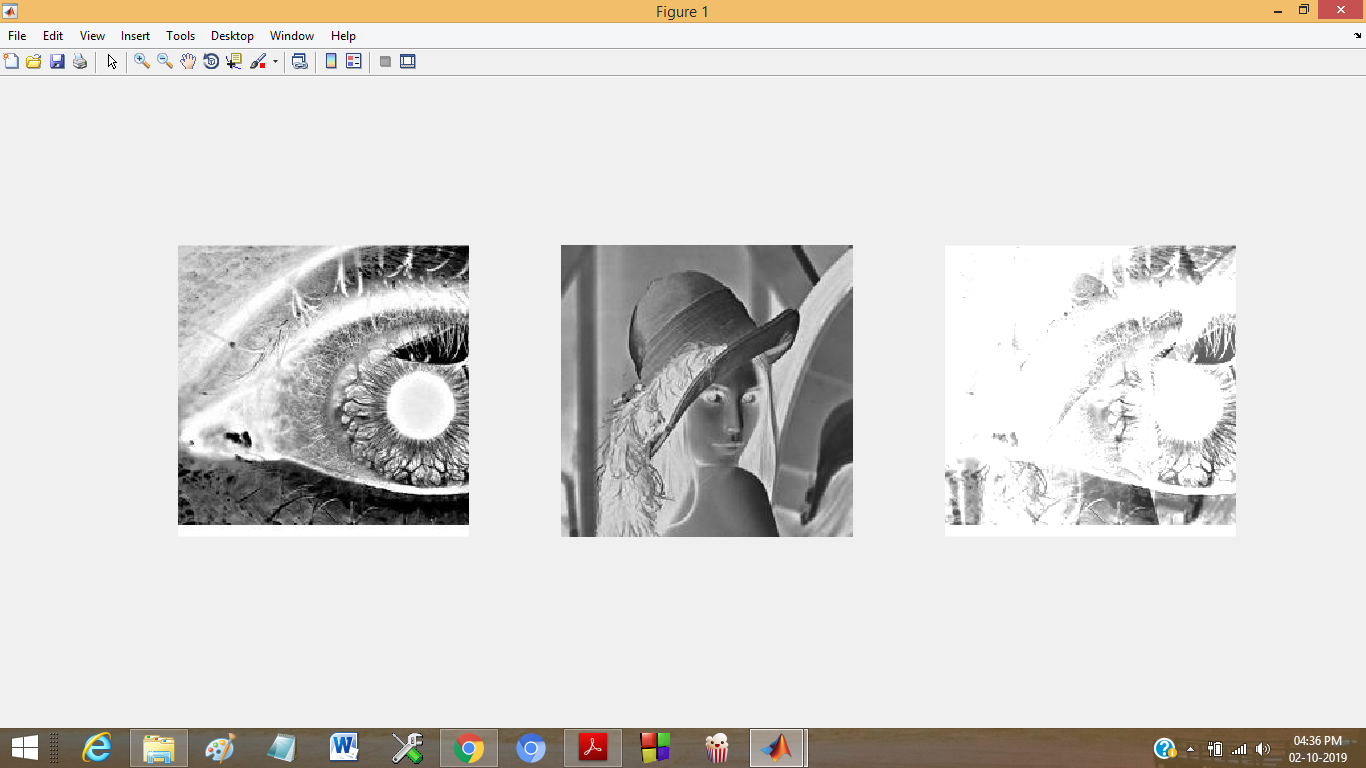 Figure 1
File Edit View Insert Tools Desktop Window Help
04:36 PM
02-10-2019